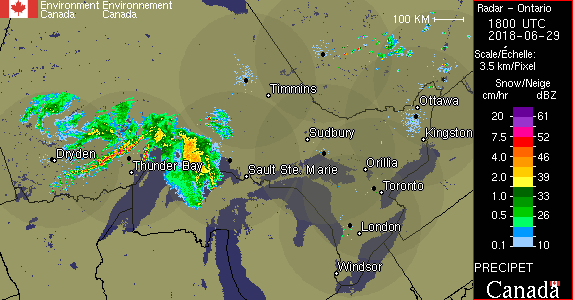 Environment Environnement
Canada Canada
100 KM
Timmins
Ottawa
Sudbury
Kingston
Dryden
Thunder Bay
Sault Ste. Marie
Orillia
Toronto
London
Windsor
Radar - Ontario
1800 UTC
2018-06-29
Scale/Échelle:
3.5 km/Pixel
Snow/Neige
cm/hr dBZ
20 61
7.5 52
4.0 46
2.0 39
1.0 33
0.5 26
0.1 10
PRECIPET
Canada